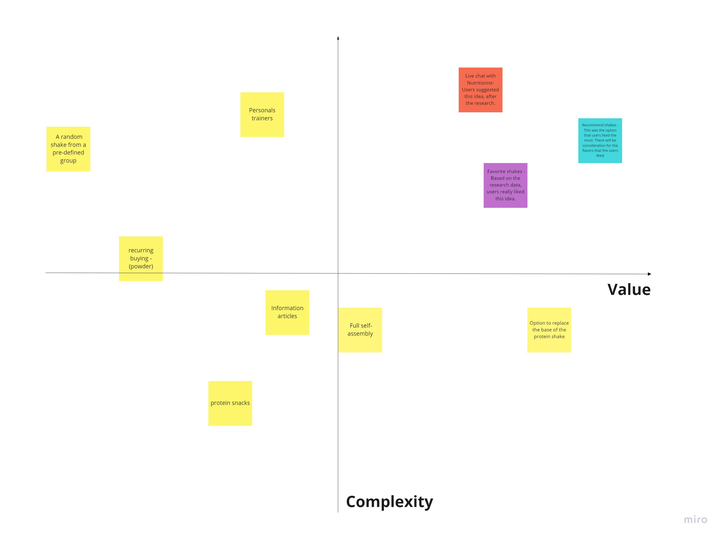 Live chat with
Nutritionist-
Users suggested
this idea, after
the research.
Personals
trainers
Recommend shakes -
This was the option
that users liked the
most. There will be
consideration for the
flavors that the users
liked.
A random
shake from a
pre-defined
group
Favorite shakes -
Based on the
research data,
users really liked
this idea.
recurring
buying -
(powder)
Value
Information
articles
Full self-
assembly
Option to replace
the base of the
protein shake
protein snacks
Complexity
miro